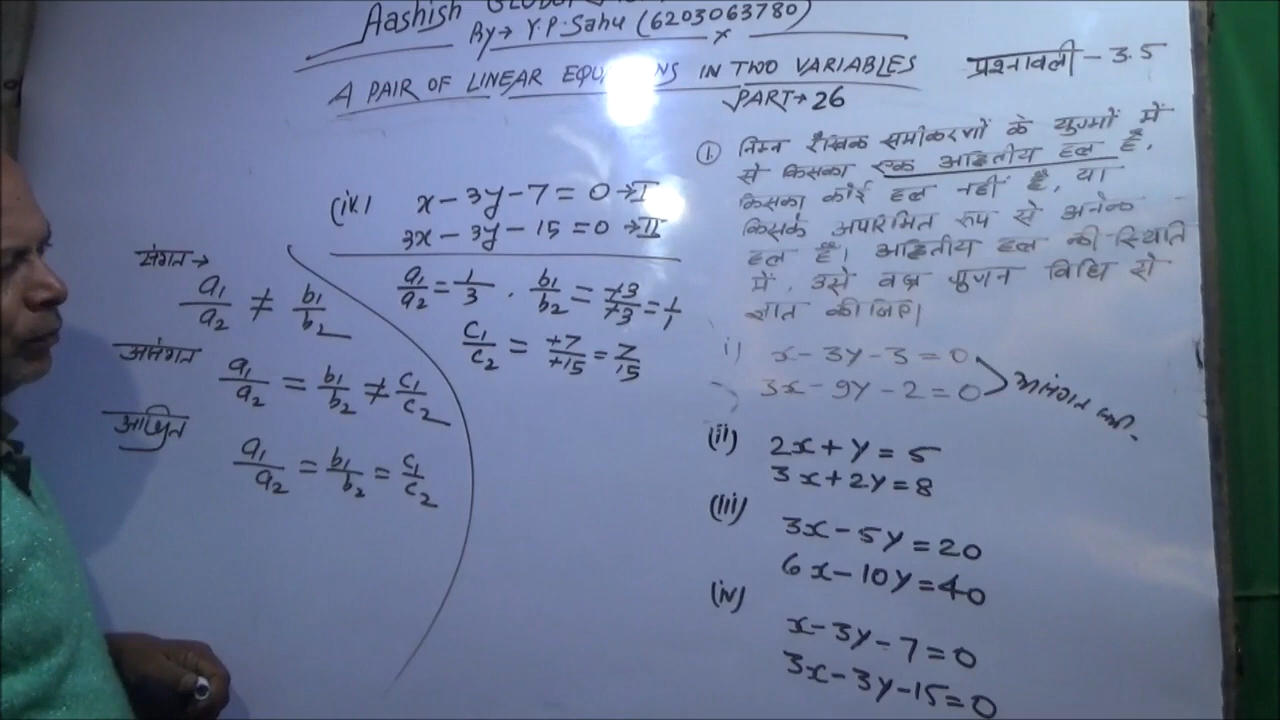 Aashish GLOBAL
By → Y.P. Sahu (6203063780)
A PAIR OF LINEAR EQUATIONS IN TWO VARIABLES
PART → 26
प्रश्नावली - 3.5
① निम्न रैखिक समीकरणों के युग्मों में
से किसका एक अद्वितीय हल है,
किसका कोई हल नहीं है, या
किसके अपरिमित रूप से अनेक
हल हैं। अद्वितीय हल की स्थिति
में, उसे वज्र गुणन विधि से
ज्ञात कीजिए।
i) x - 3y - 3 = 0
3x - 9y - 2 = 0
असंगत
(ii) 2x + y = 5
3x + 2y = 8
(iii) 3x - 5y = 20
6x - 10y = 40
(iv) x - 3y - 7 = 0
3x - 3y - 15 = 0
(iv) x - 3y - 7 = 0 → I
3x - 3y - 15 = 0 → II
a₁/a₂ = 1/3 , b₁/b₂ = -3/-3 = 1/1
c₁/c₂ = -7/-15 = 7/15
संगत →
a₁/a₂ ≠ b₁/b₂
असंगत
a₁/a₂ = b₁/b₂ ≠ c₁/c₂
आश्रित
a₁/a₂ = b₁/b₂ = c₁/c₂